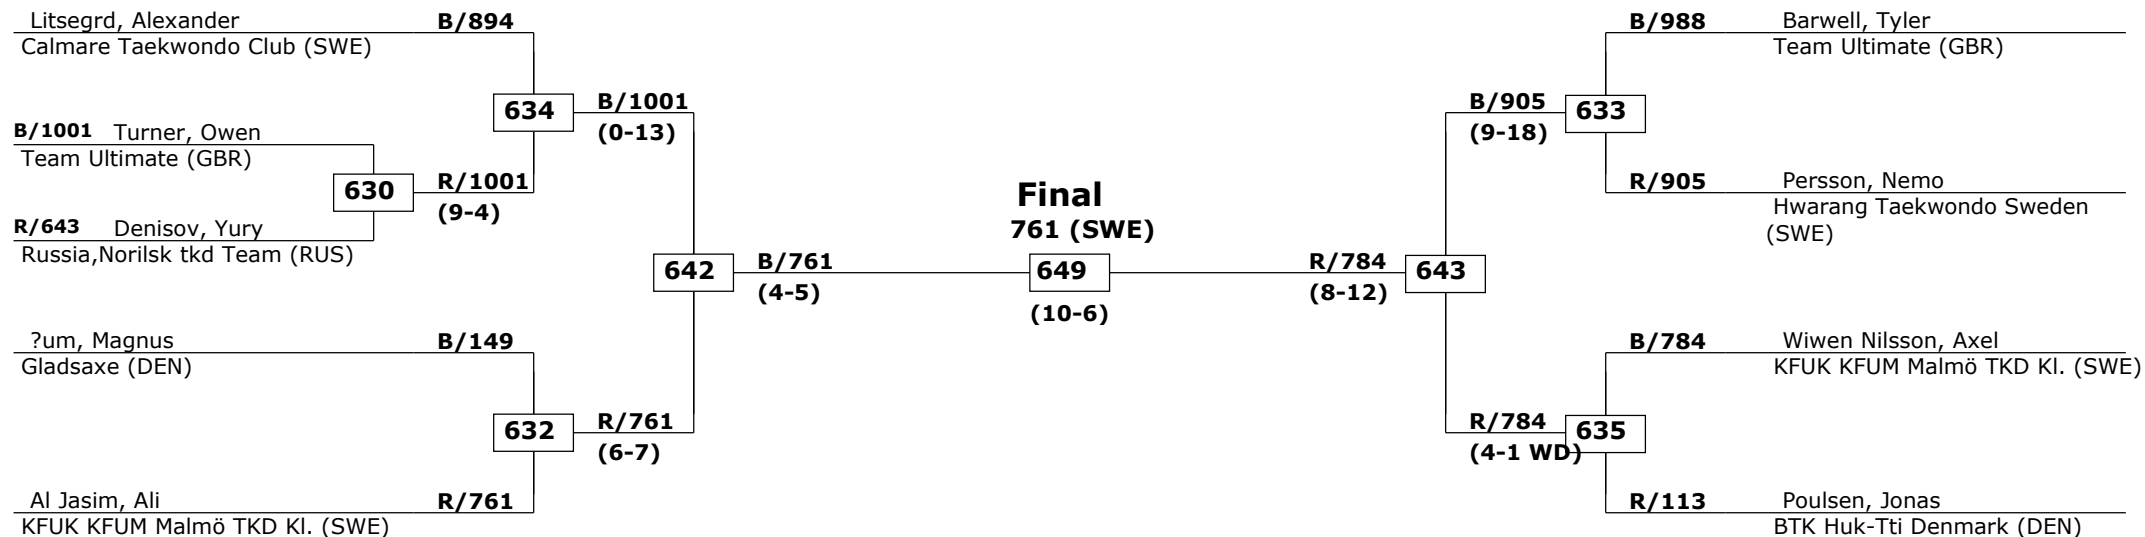 Litsegrd, Alexander B/894
Calmare Taekwondo Club (SWE)
634
B/1001
(0-13)
B/1001 Turner, Owen
Team Ultimate (GBR)
630
R/1001
(9-4)
R/643 Denisov, Yury
Russia,Norilsk tkd Team (RUS)
642
B/761
(4-5)
?um, Magnus B/149
Gladsaxe (DEN)
632
R/761
(6-7)
Al Jasim, Ali R/761
KFUK KFUM Malmö TKD Kl. (SWE)
Final
761 (SWE)
649
(10-6)
B/988 Barwell, Tyler
Team Ultimate (GBR)
B/905
(9-18)
633
R/905 Persson, Nemo
Hwarang Taekwondo Sweden
(SWE)
R/784
(8-12)
643
B/784 Wiwen Nilsson, Axel
KFUK KFUM Malmö TKD Kl. (SWE)
R/784
(4-1 WD)
635
R/113 Poulsen, Jonas
BTK Huk-Tti Denmark (DEN)